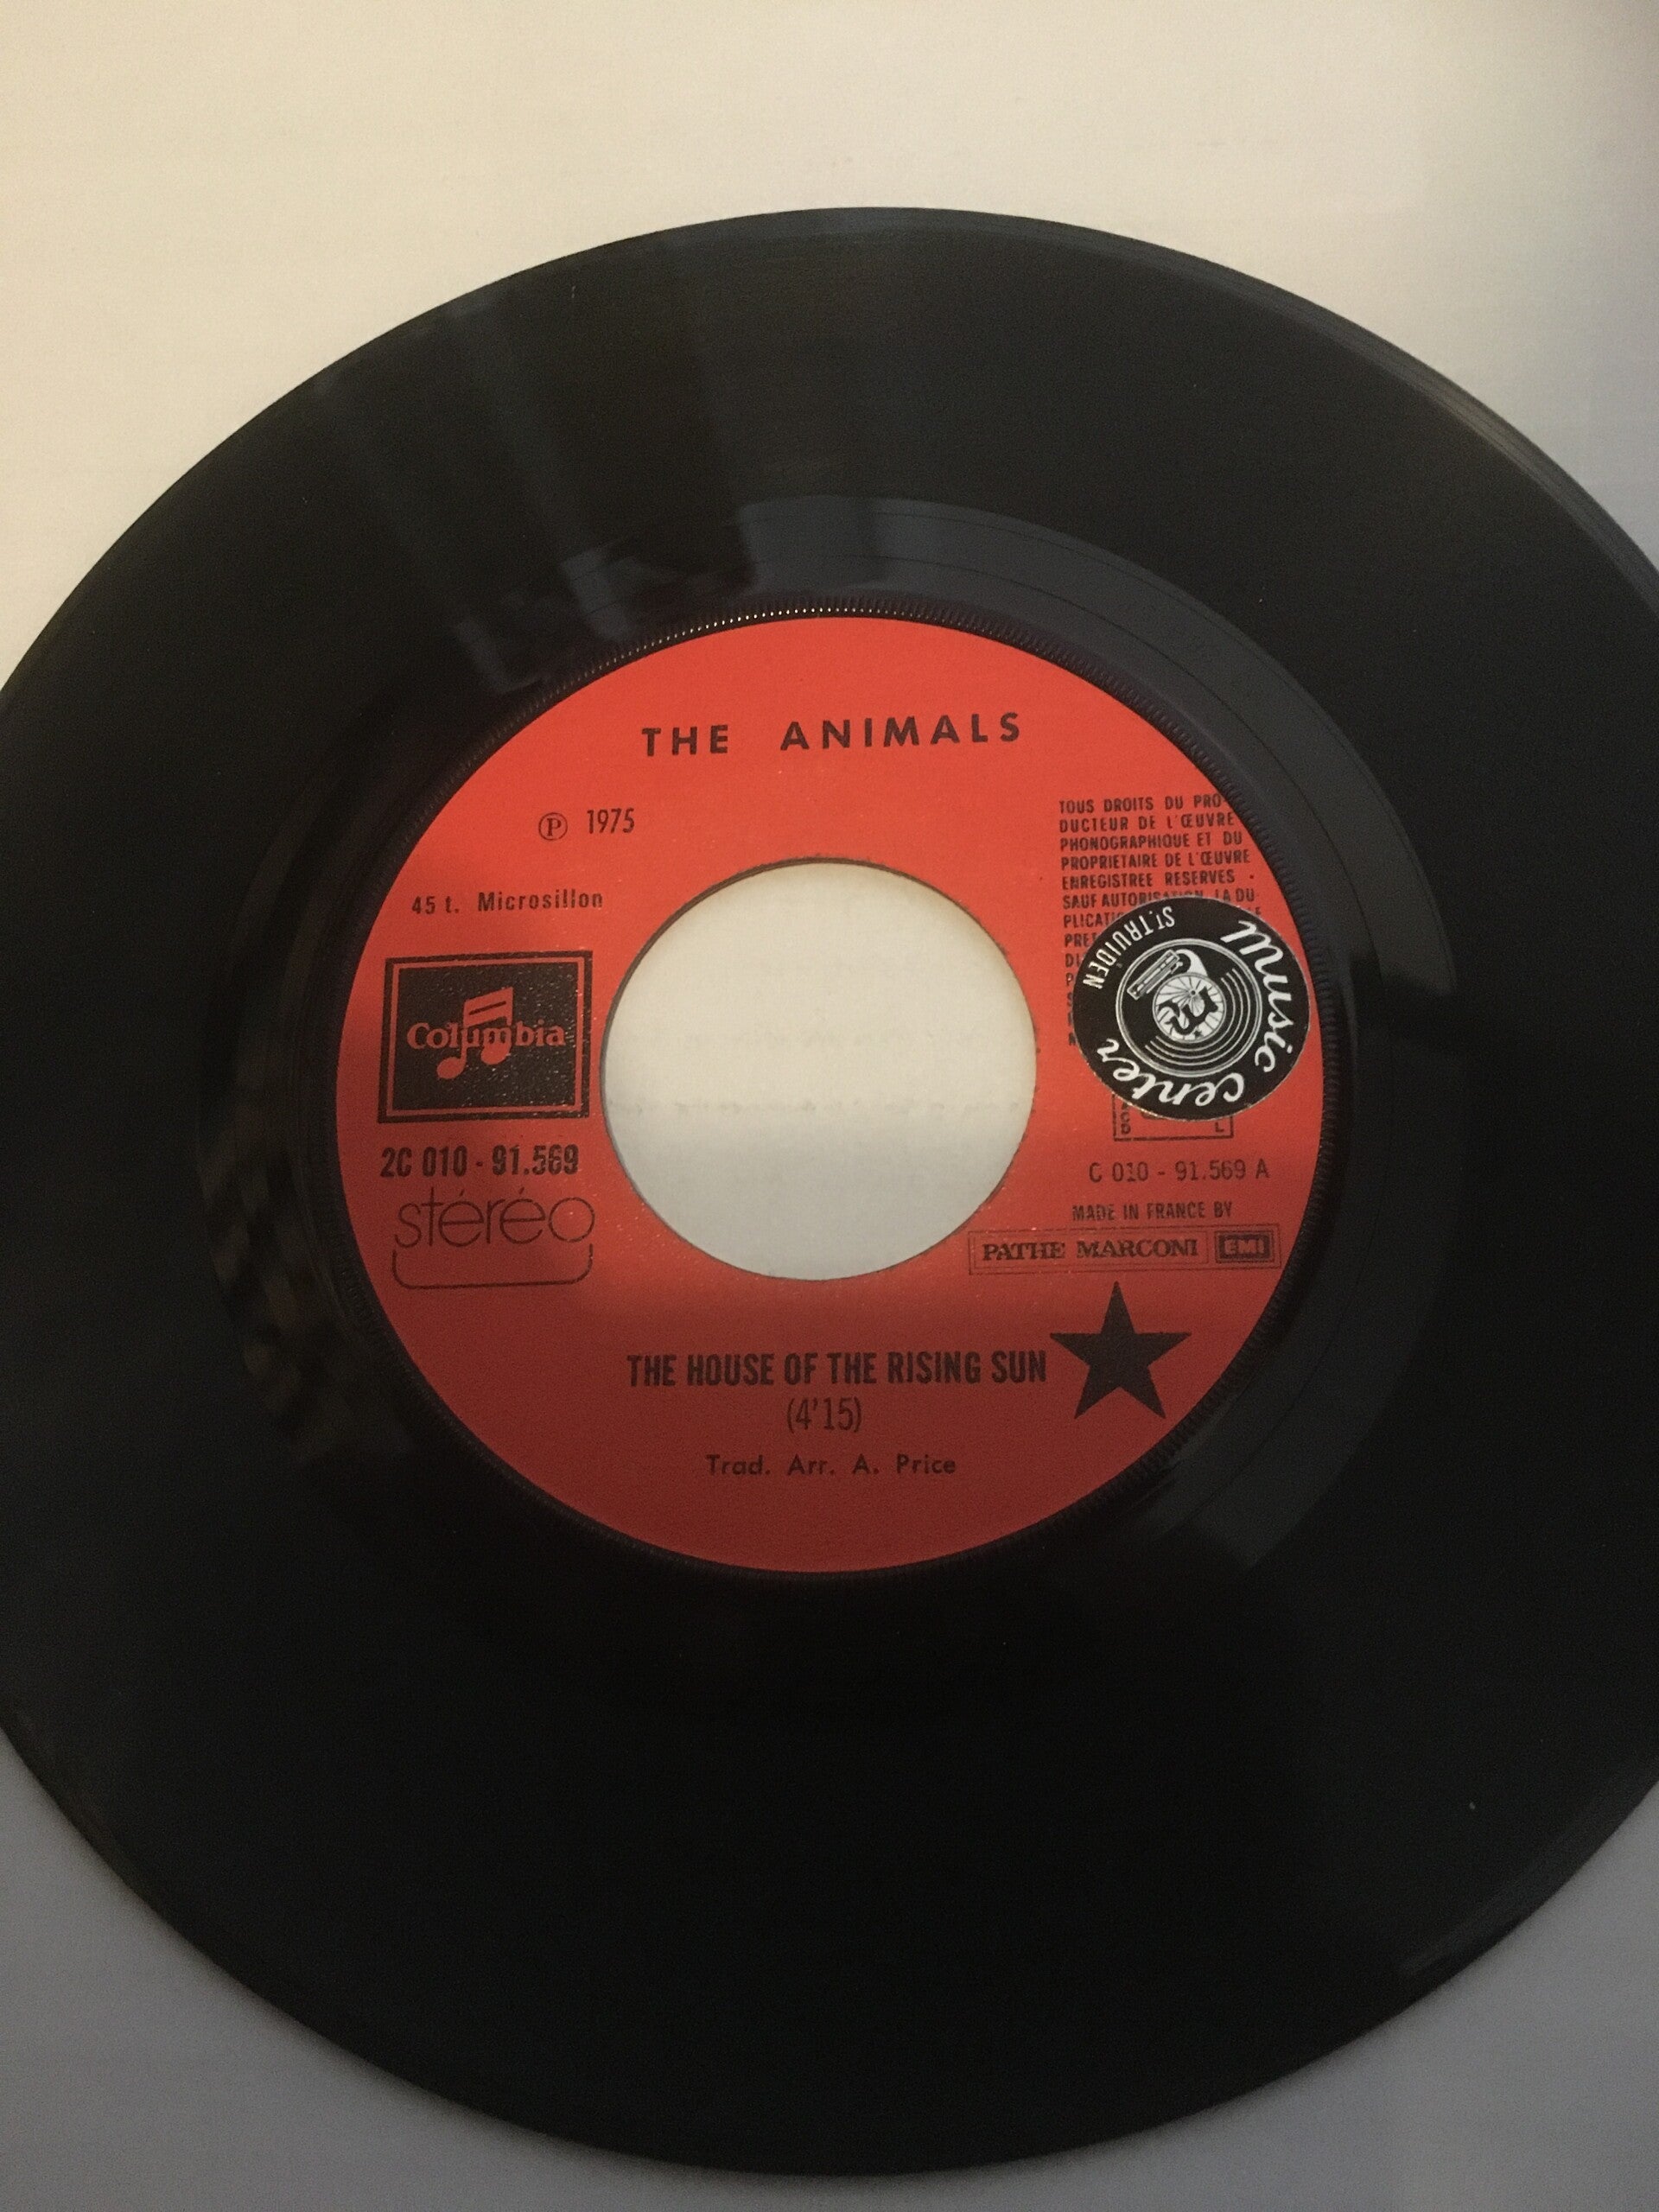 THE ANIMALS
Ⓟ 1975
45 t. Microsillon
Columbia
2C 010 - 91.569
stéréo
TOUS DROITS DU PRO-
DUCTEUR DE L'ŒUVRE
PHONOGRAPHIQUE ET DU
PROPRIETAIRE DE L'ŒUVRE
ENREGISTREE RESERVES -
SAUF AUTORISATION, LA DU-
music center
ST.TRUIDEN
C 010 - 91.569 A
MADE IN FRANCE BY
PATHE MARCONI EMI
THE HOUSE OF THE RISING SUN
(4'15)
Trad. Arr. A. Price